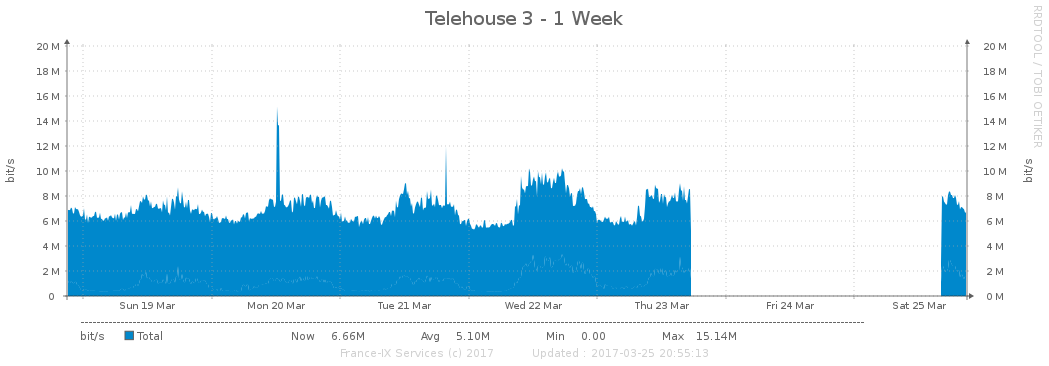 Telehouse 3 - 1 Week
RRDTOOL / TOBI OETIKER
bit/s
bit/s
20 M 20 M
18 M 18 M
16 M 16 M
14 M 14 M
12 M 12 M
10 M 10 M
8 M 8 M
6 M 6 M
4 M 4 M
2 M 2 M
0 0 M
Sun 19 Mar Mon 20 Mar Tue 21 Mar Wed 22 Mar Thu 23 Mar Fri 24 Mar Sat 25 Mar
bit/s Total Now 6.66M Avg 5.10M Min 0.00 Max 15.14M
France-IX Services (c) 2017 Updated : 2017-03-25 20:55:13